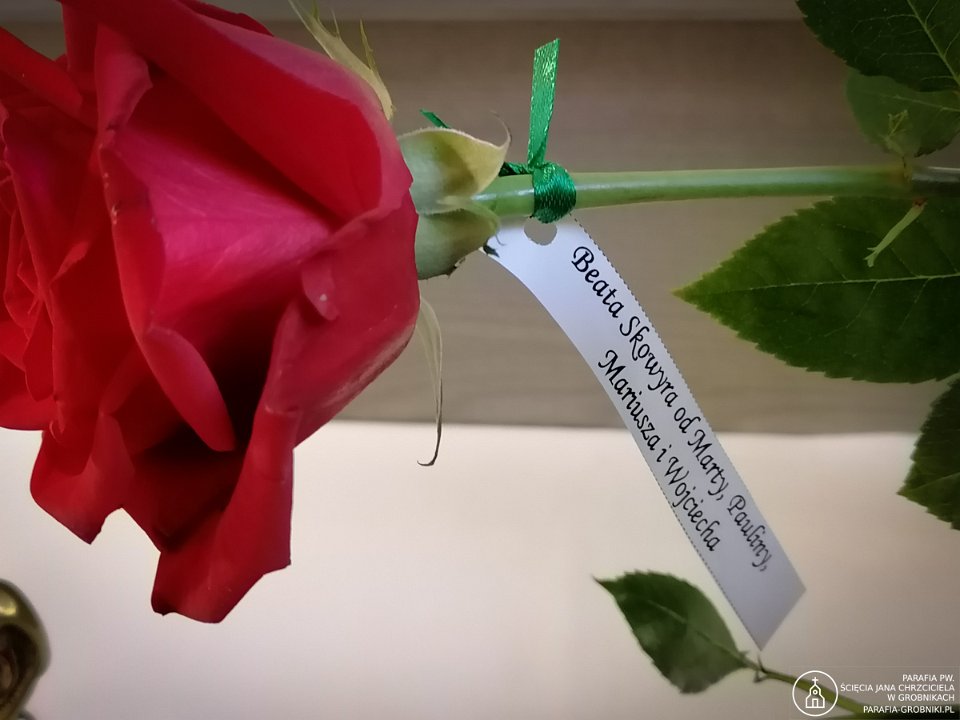 Beata Skowyra od Marty, Pauliny,
Mariusza i Wojciecha
PARAFIA PW.
ŚCIĘCIA JANA CHRZCICIELA
W GROBNIKACH
PARAFIA-GROBNIKI.PL